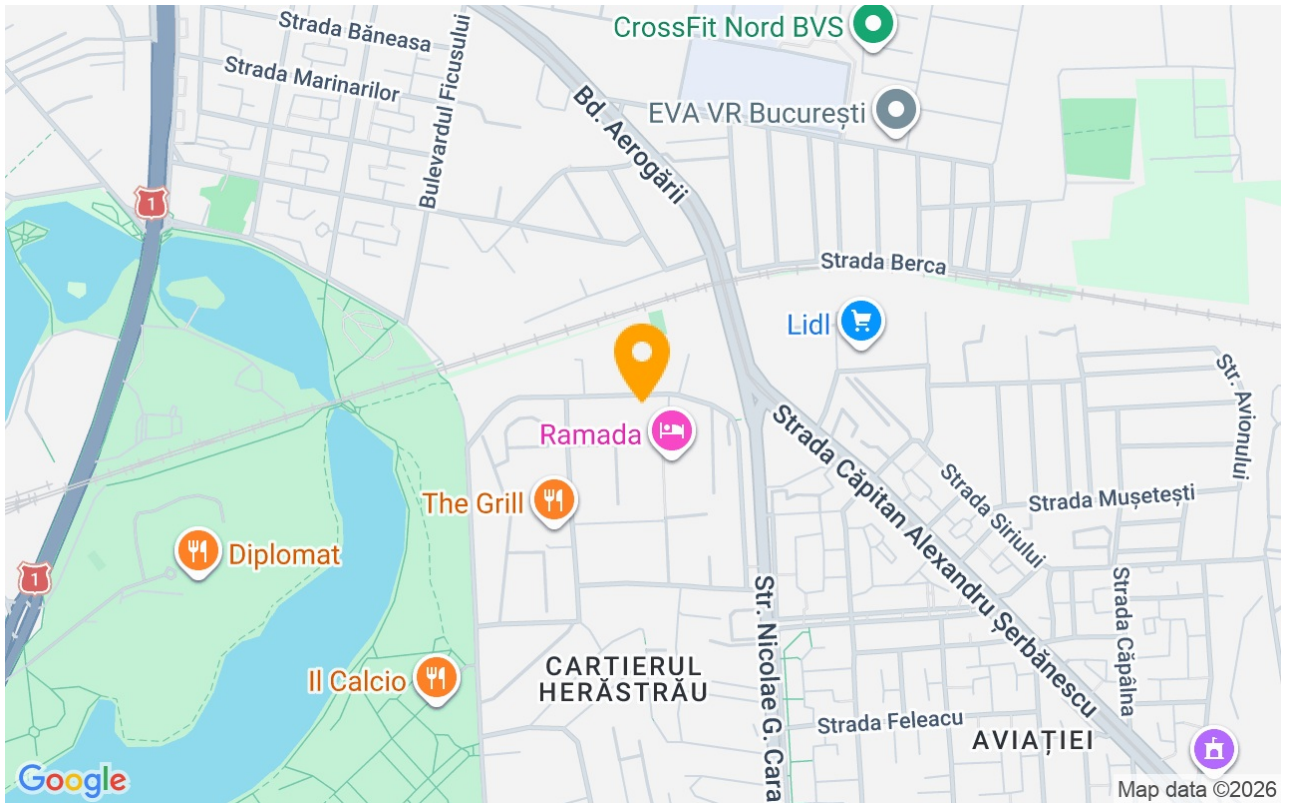 CrossFit Nord BVS
Strada Băneasa
Strada Marinarilor
Bulevardul Ficusului
Bd. Aerogării
EVA VR București
1
Strada Berca
Lidl
Ramada
The Grill
Diplomat
1
Il Calcio
CARTIERUL
HERĂSTRĂU
Str. Nicolae G. Cara
Strada Căpitan Alexandru Șerbănescu
Strada Siriului
Strada Mușetești
Str. Avionului
Strada Căpâlna
Strada Feleacu
AVIAȚIEI
Google
Map data ©2026